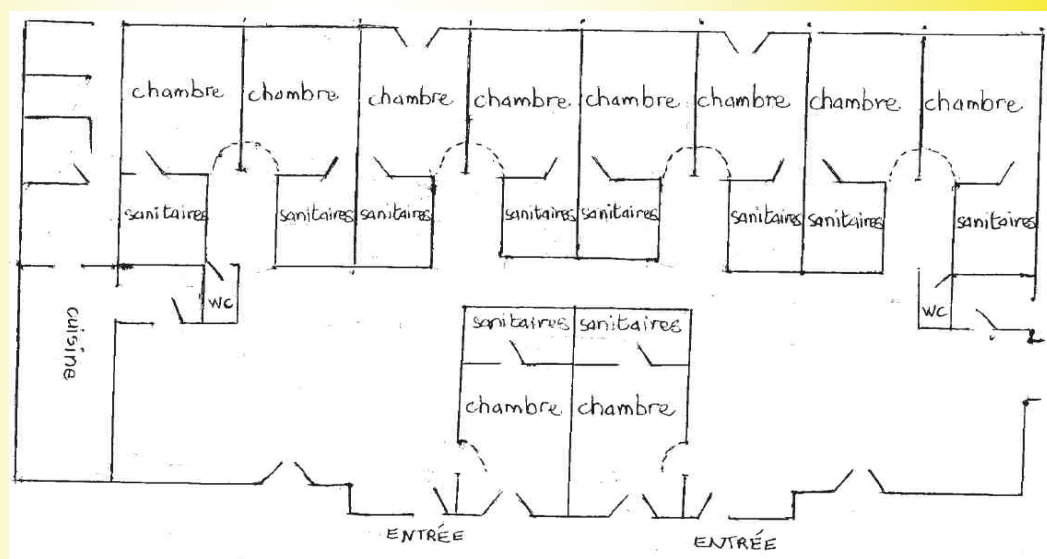 chambre chambre chambre chambre chambre chambre chambre chambre
sanitaires sanitaires sanitaires sanitaires sanitaires sanitaires sanitaires sanitaires
WC WC
cuisine
sanitaires sanitaires
chambre chambre
ENTRÉE ENTRÉE